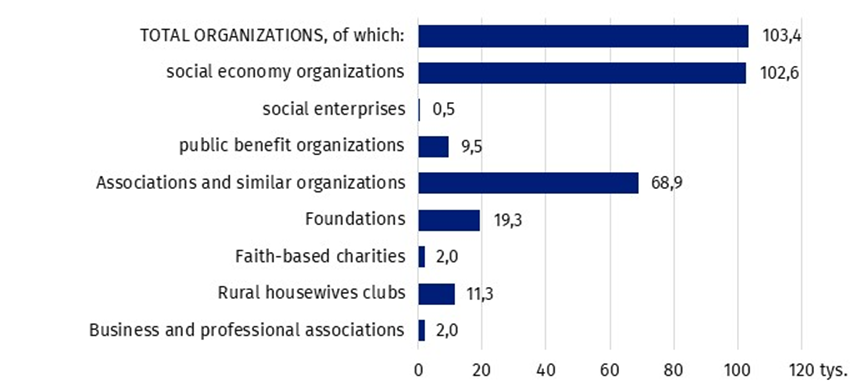 TOTAL ORGANIZATIONS, of which: 103,4
social economy organizations 102,6
social enterprises 0,5
public benefit organizations 9,5
Associations and similar organizations 68,9
Foundations 19,3
Faith-based charities 2,0
Rural housewives clubs 11,3
Business and professional associations 2,0
0 20 40 60 80 100 120 tys.